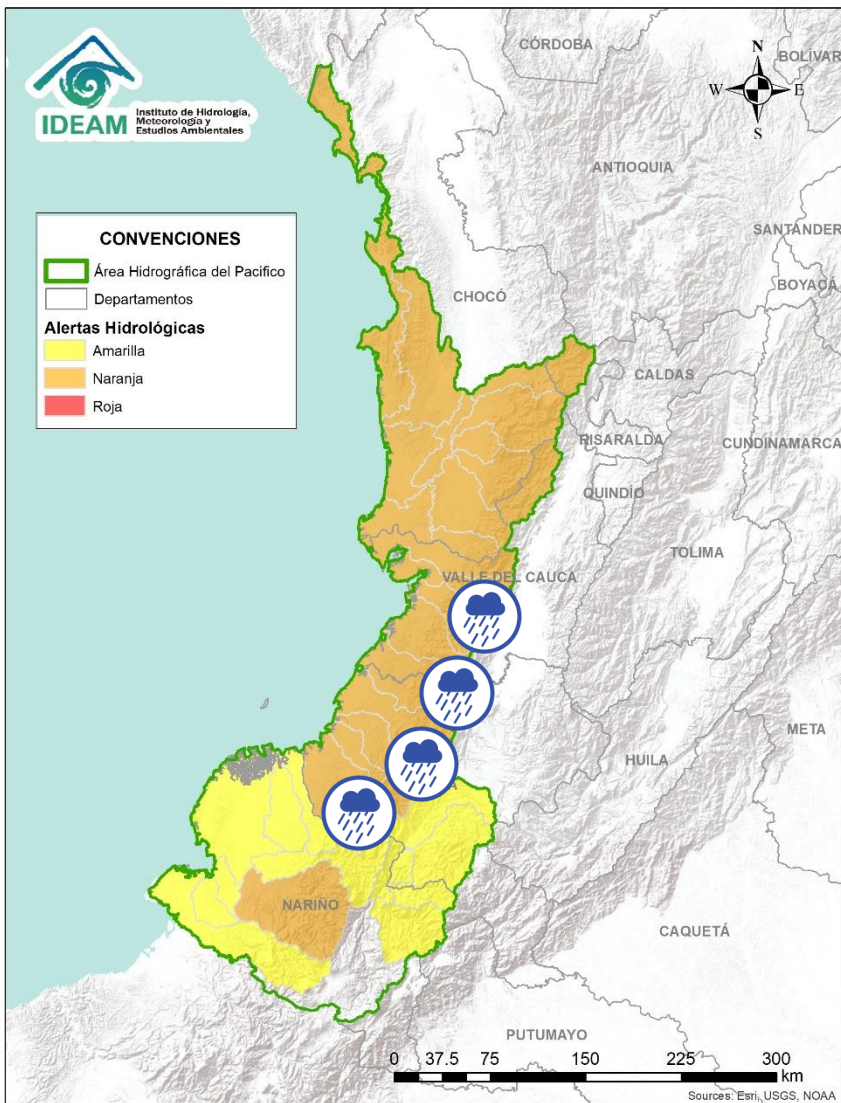 IDEAM
Instituto de Hidrología,
Meteorología y
Estudios Ambientales
CÓRDOBA
BOLÍVAR
N
W
E
S
ANTIOQUIA
SANTANDER
BOYACÁ
CHOCÓ
CONVENCIONES
Área Hidrográfica del Pacifico
Departamentos
Alertas Hidrológicas
Amarilla
Naranja
Roja
CALDAS
RISARALDA
CUNDINAMARCA
QUINDÍO
TOLIMA
VALLE DEL CAUCA
META
HUILA
NARIÑO
CAQUETÁ
PUTUMAYO
0 37.5 75 150 225 300
km
Sources: Esri, USGS, NOAA